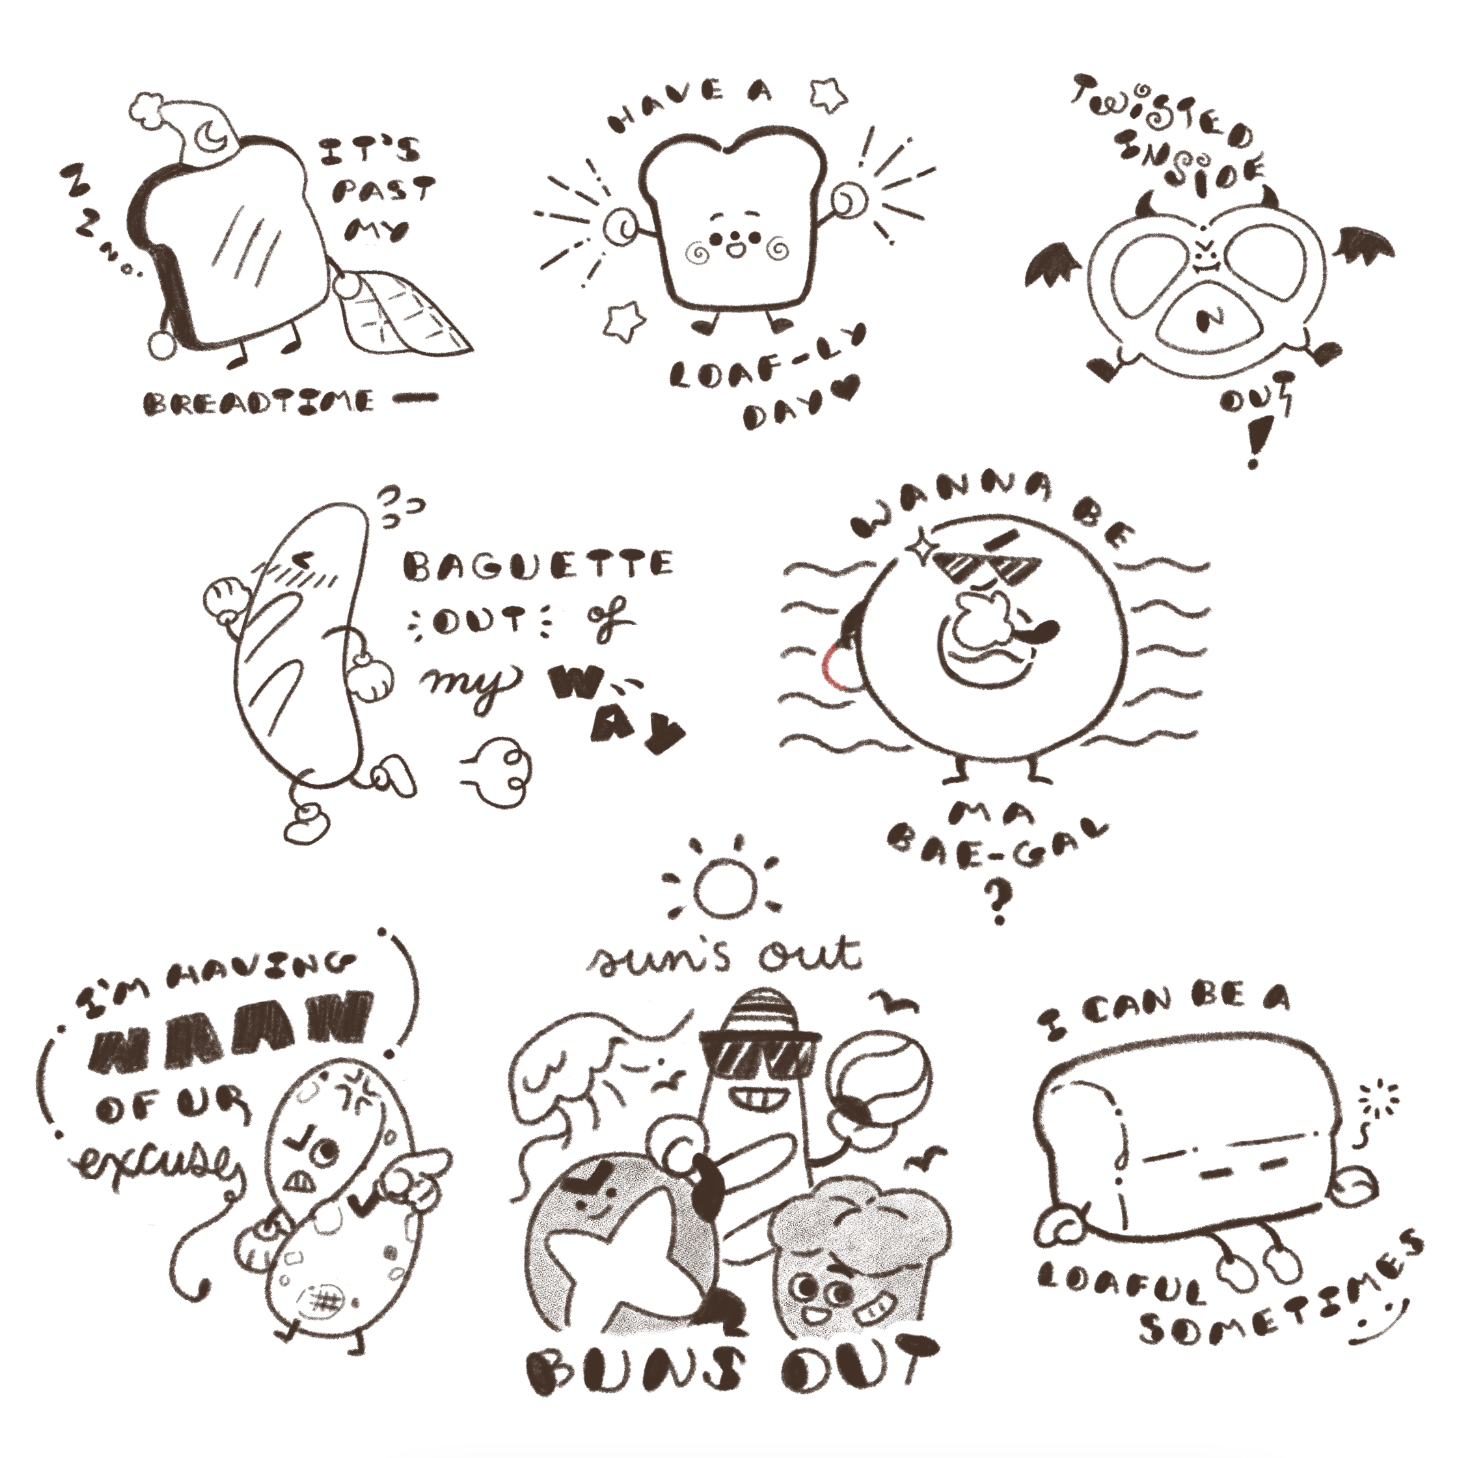 ZZZZ
IT'S
PAST
MY
BREADTIME —
HAVE A
LOAF-LY
DAY♥
TWiSTED
INSiDE
N
OUT
!
BAGUETTE
OUT of
my WAY
WANNA BE
MA
BAE-GAL
?
I'M HAVING
NAAN
OF UR
excuses
sun's out
BUNS OUT
I CAN BE A
LOAFUL
SOMETIMES